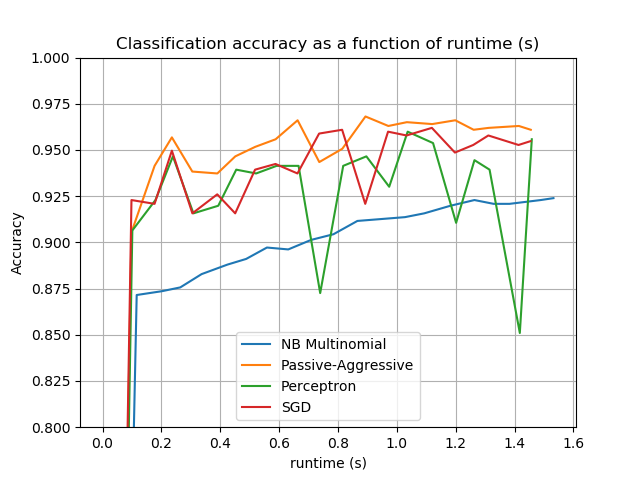 Classification accuracy as a function of runtime (s)
1.000
0.975
0.950
0.925
0.900
0.875
0.850
0.825
0.800
Accuracy
NB Multinomial
Passive-Aggressive
Perceptron
SGD
0.0 0.2 0.4 0.6 0.8 1.0 1.2 1.4 1.6
runtime (s)